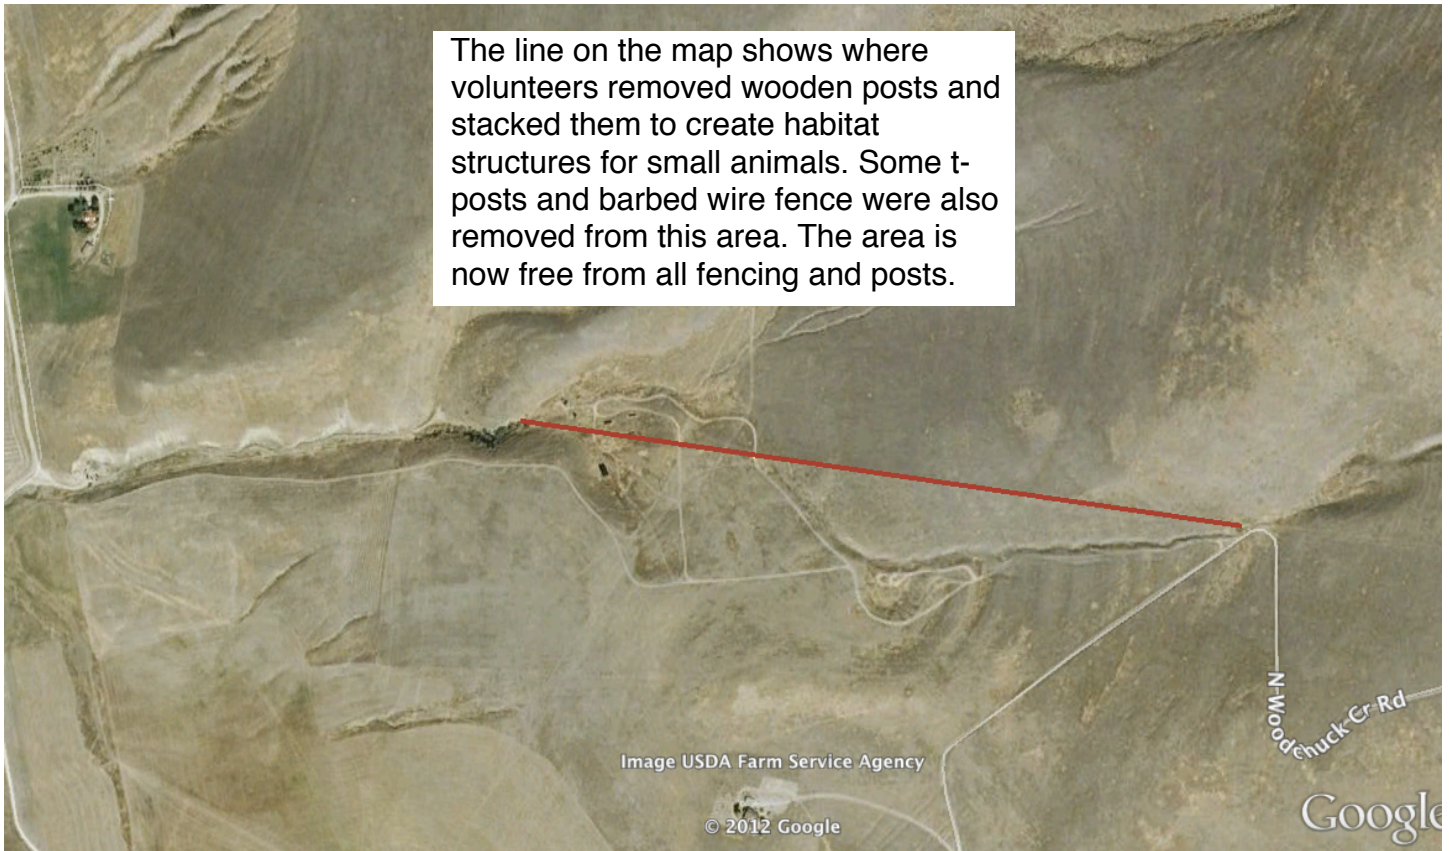 The line on the map shows where
volunteers removed wooden posts and
stacked them to create habitat
structures for small animals. Some t-
posts and barbed wire fence were also
removed from this area. The area is
now free from all fencing and posts.
N Woodchuck Cr Rd
Image USDA Farm Service Agency
© 2012 Google
Google